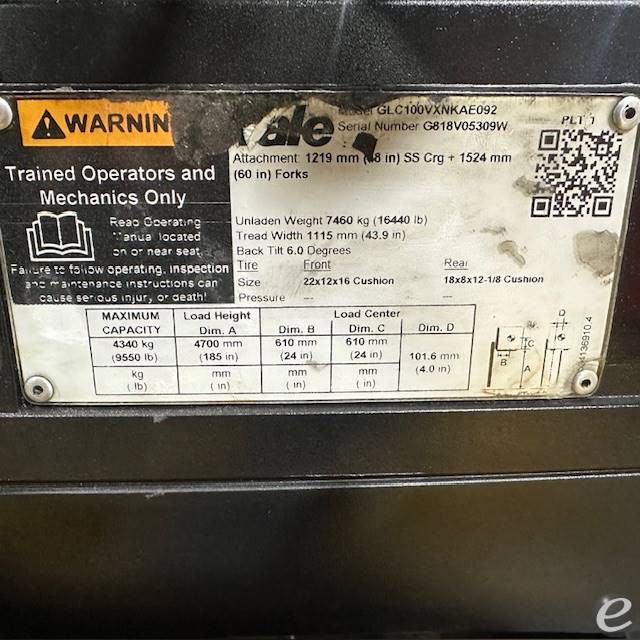 WARNIN
Trained Operators and
Mechanics Only
Read Operating
Manual located
on or near seat.
Failure to follow operating, inspection
and maintenance instructions can
cause serious injury, or death!
ale
Model GLC100VXNKAE092
Serial Number G818V05309W
PLT 1
Attachment: 1219 mm ( 8 in) SS Crg + 1524 mm
(60 in) Forks
Unladen Weight 7460 kg (16440 lb)
Tread Width 1115 mm (43.9 in)
Back Tilt 6.0 Degrees
Tire Front Rear
Size 22x12x16 Cushion 18x8x12-1/8 Cushion
Pressure --- ---
MAXIMUM CAPACITY Load Height Dim. A Load Center Dim. B Dim. C Dim. D
4340 kg (9550 lb) 4700 mm (185 in) 610 mm (24 in) 610 mm (24 in) 101.6 mm (4.0 in)
kg (lb) mm (in) mm (in) mm (in)
D
C
B
A
4136910.4
e